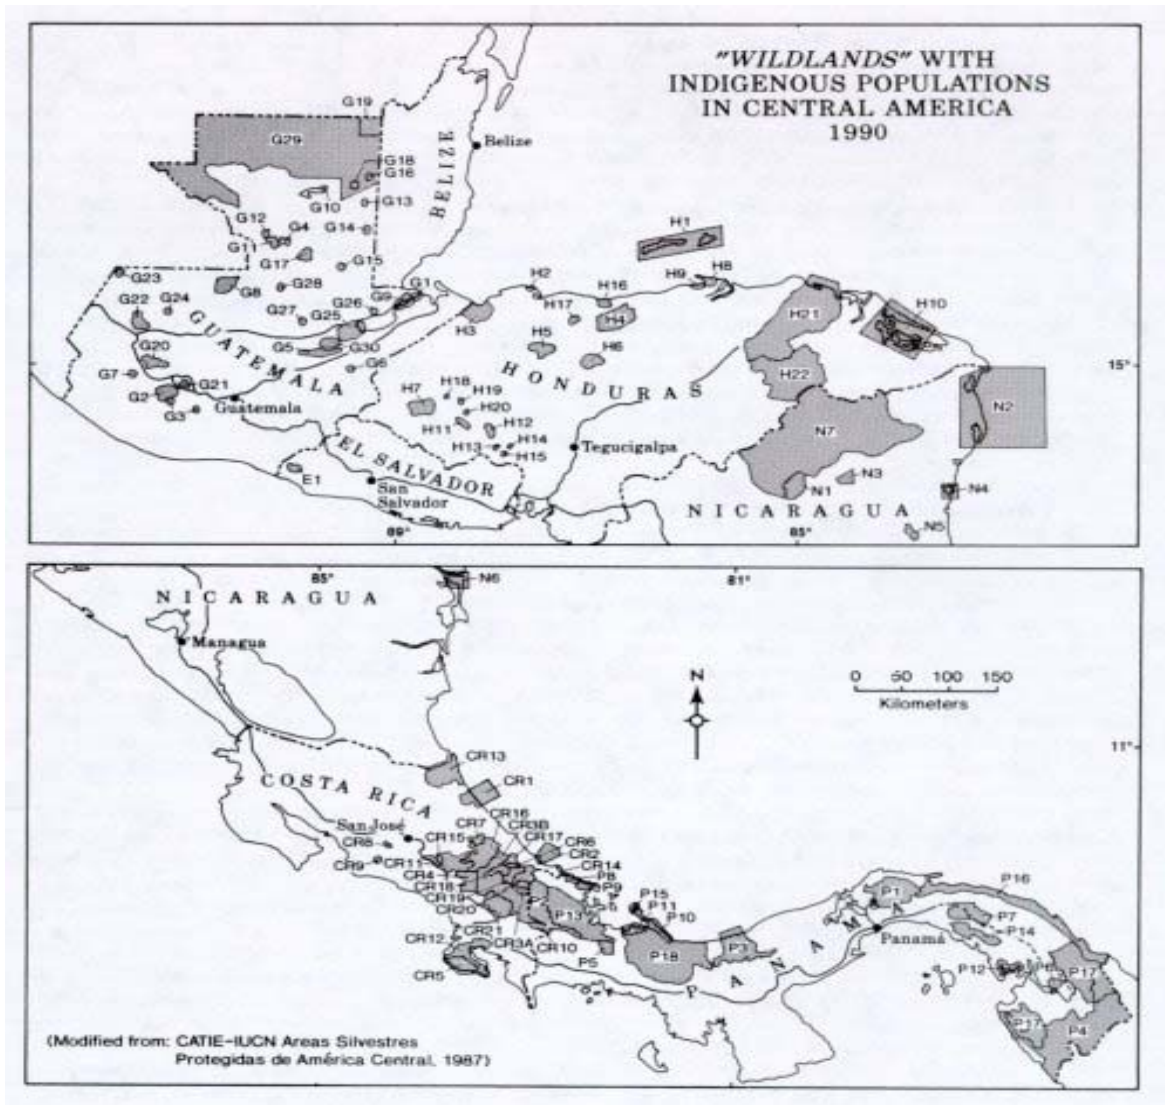 "WILDLANDS" WITH
INDIGENOUS POPULATIONS
IN CENTRAL AMERICA
1990
G19
G29
Belize
BELIZE
G18
G16
G10
G13
G12
G4
G14
G11
G17
G15
G23
G28
G8
G22
G24
G27
G25
G26
G9
G1
GUATEMALA
G5
G30
G6
G20
G7
G21
G2
G3
Guatemala
H1
H2
H16
H9
H8
H17
H3
H4
H5
H6
H21
H10
H22
15°
HONDURAS
H7
H18
H19
H20
H11
H12
H13
H14
H15
Tegucigalpa
EL SALVADOR
E1
San
Salvador
N2
N7
N3
N1
N4
NICARAGUA
N5
89°
85°
85°
81°
N6
NICARAGUA
Managua
N
0 50 100 150
Kilometers
11°
COSTA RICA
CR13
CR1
San José
CR16
CR7
CR3B
CR15
CR17
CR8
CR6
CR2
CR9
CR11
CR14
CR4
P8
CR18
P9
CR19
P2
CR20
P13
P15
P11
P10
CR21
CR12
CR3A
CR10
CR5
P5
P18
P3
PANAMA
P1
P16
P7
P14
Panamá
P12
P6
P17
P17
P4
(Modified from: CATIE-IUCN Areas Silvestres
Protegidas de América Central, 1987)